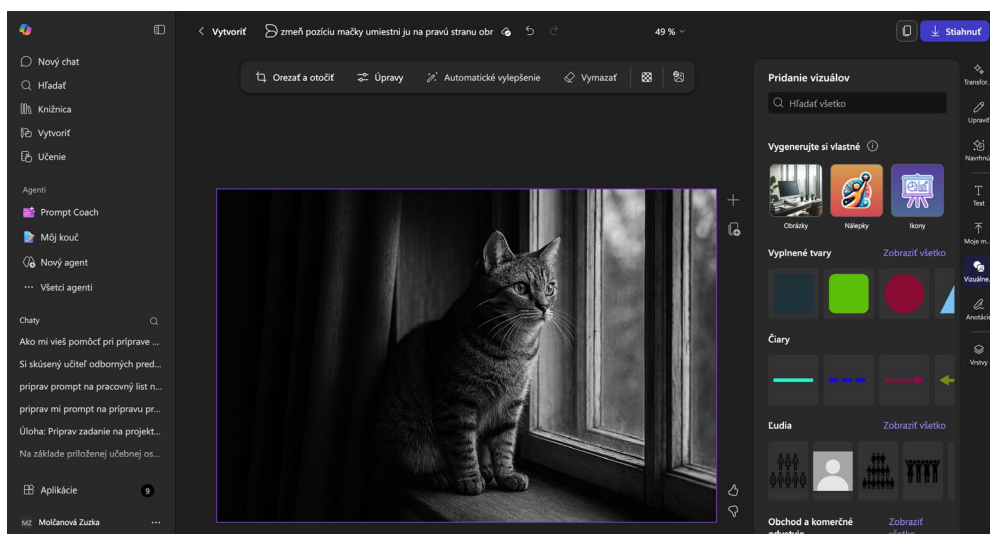 Vytvoriť
zmeň pozíciu mačky umiestni ju na pravú stranu obr
49 %
Stiahnuť
Nový chat
Hľadať
Knižnica
Vytvoriť
Učenie
Agenti
Prompt Coach
Môj kouč
Nový agent
Všetci agenti
Chaty
Ako mi vieš pomôcť pri príprave ...
Si skúsený učiteľ odborných pred...
priprav prompt na pracovný list n...
priprav mi prompt na prípravu pr...
Úloha: Priprav zadanie na projekt...
Na základe priloženej učebnej os...
Aplikácie
9
MZ Molčanová Zuzka
Orezať a otočiť
Úpravy
Automatické vylepšenie
Vymazať
Pridanie vizuálov
Hľadať všetko
Vygenerujte si vlastné
Obrázky
Nálepky
Ikony
Vyplnené tvary
Zobraziť všetko
Čiary
Ľudia
Zobraziť všetko
Obchod a komerčné
odvetvie
Zobraziť
všetko
Transfor...
Upraviť
Navrhnú
Text
Moje m...
Vizuálne...
Anotácie
Vrstvy